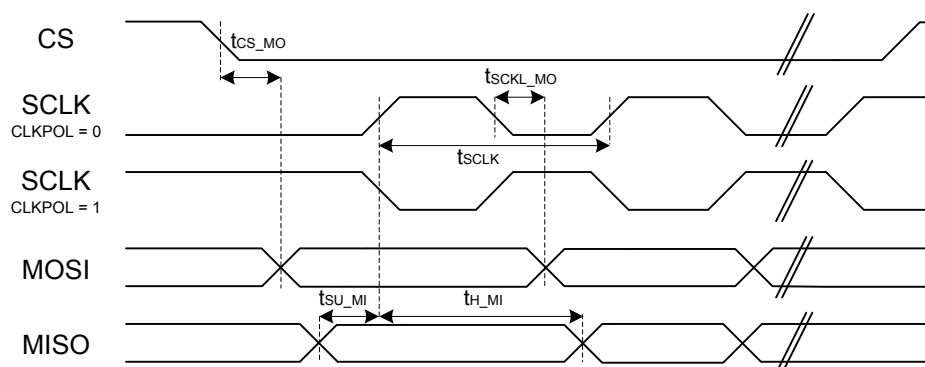 CS
tCS_MO
tSCKL_MO
SCLK
CLKPOL = 0
tSCLK
SCLK
CLKPOL = 1
MOSI
tSU_MI
tH_MI
MISO